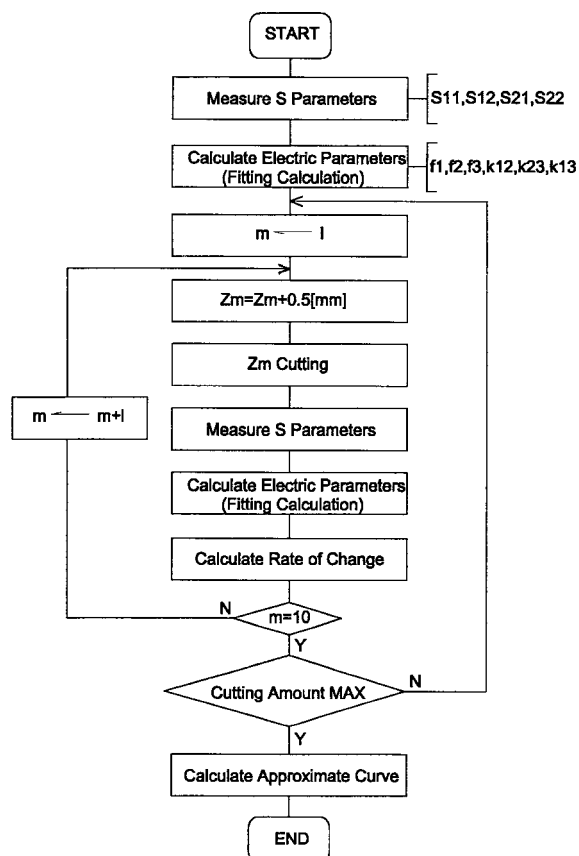 START
Measure S Parameters
S11,S12,S21,S22
Calculate Electric Parameters
(Fitting Calculation)
f1,f2,f3,k12,k23,k13
m ← l
Zm=Zm+0.5[mm]
Zm Cutting
m ← m+l
Measure S Parameters
Calculate Electric Parameters
(Fitting Calculation)
Calculate Rate of Change
N
m=10
Y
Cutting Amount MAX
N
Y
Calculate Approximate Curve
END